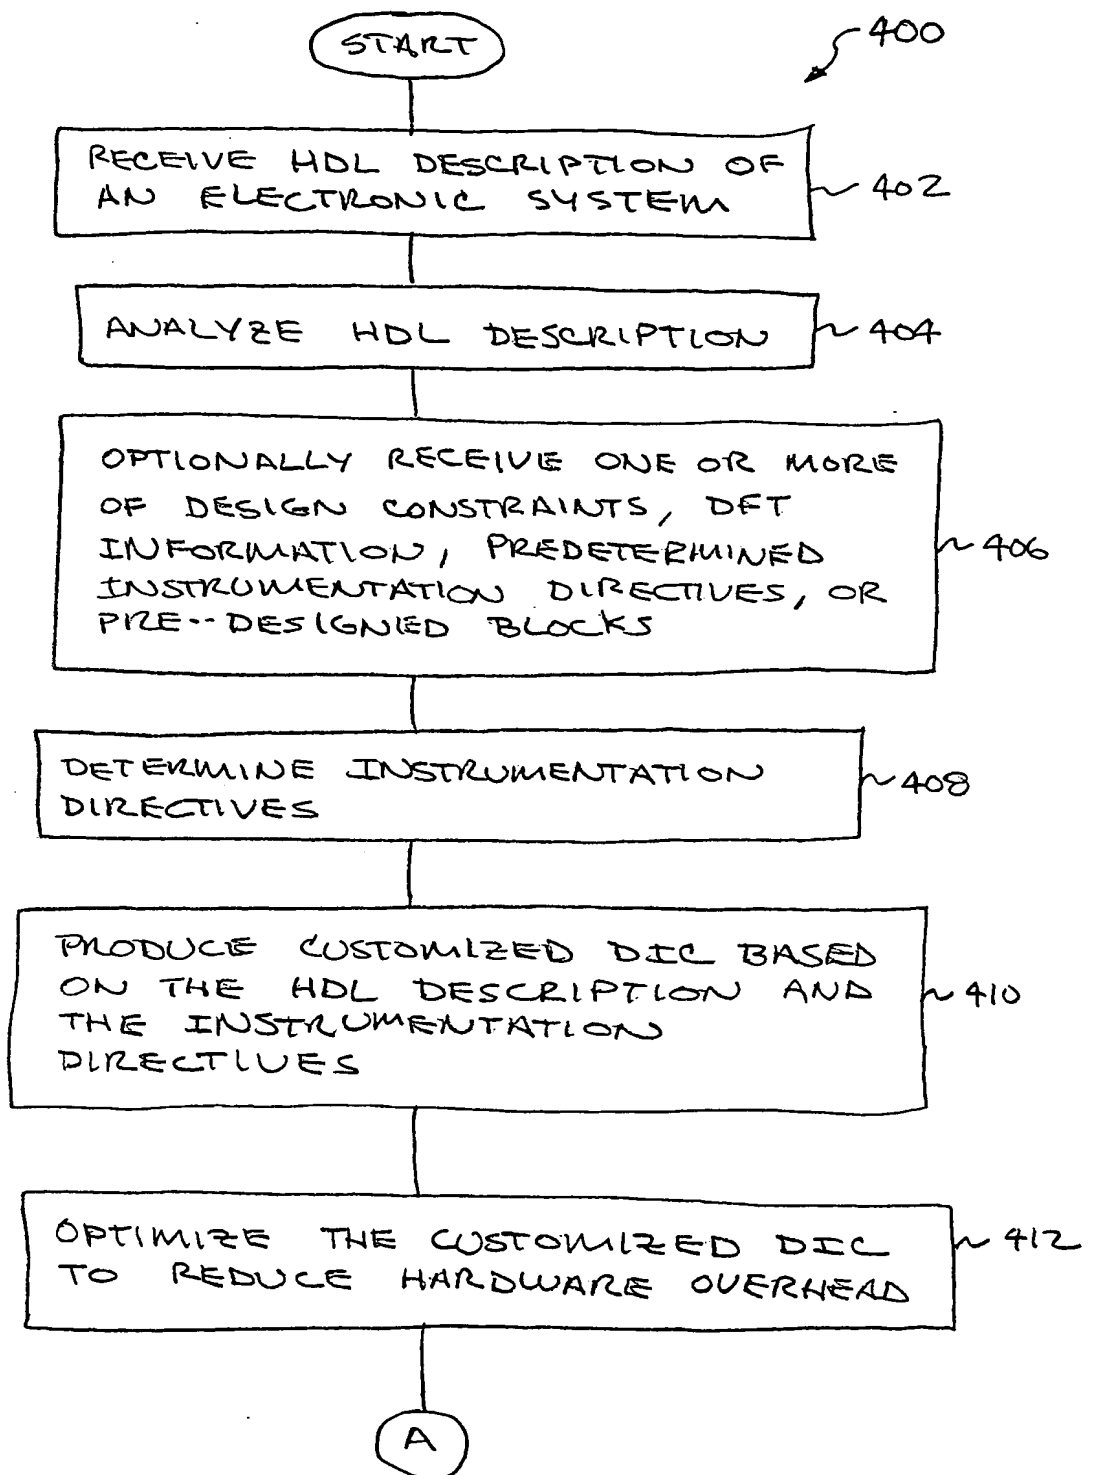 START
400
RECEIVE HDL DESCRIPTION OF
AN ELECTRONIC SYSTEM
402
ANALYZE HDL DESCRIPTION
404
OPTIONALLY RECEIVE ONE OR MORE
OF DESIGN CONSTRAINTS, DFT
INFORMATION, PREDETERMINED
INSTRUMENTATION DIRECTIVES, OR
PRE--DESIGNED BLOCKS
406
DETERMINE INSTRUMENTATION
DIRECTIVES
408
PRODUCE CUSTOMIZED DIC BASED
ON THE HDL DESCRIPTION AND
THE INSTRUMENTATION
DIRECTIVES
410
OPTIMIZE THE CUSTOMIZED DIC
TO REDUCE HARDWARE OVERHEAD
412
A